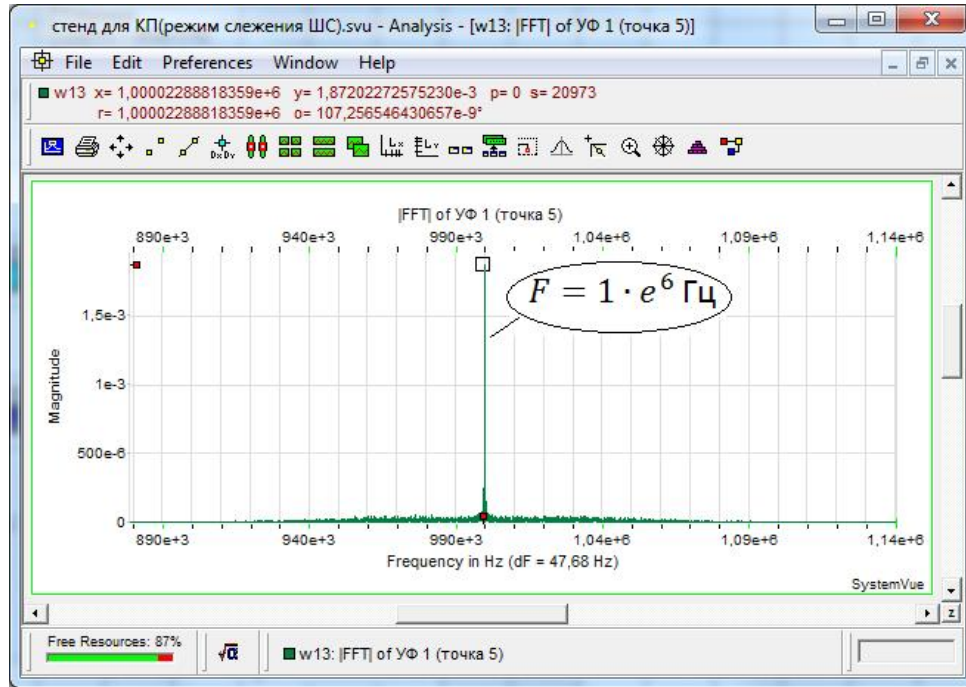 стенд для КП(режим слежения ШС).svu - Analysis - [w13: |FFT| of УФ 1 (точка 5)]
File Edit Preferences Window Help
w13 x= 1,00002288818359e+6 y= 1,87202272575230e-3 p= 0 s= 20973
r= 1,00002288818359e+6 o= 107,256546430657e-9°
|FFT| of УФ 1 (точка 5)
890e+3 940e+3 990e+3 1,04e+6 1,09e+6 1,14e+6
F = 1 · e⁶ Гц
1,5e-3
1e-3
500e-6
0
Magnitude
890e+3 940e+3 990e+3 1,04e+6 1,09e+6 1,14e+6
Frequency in Hz (dF = 47,68 Hz)
SystemVue
z
Free Resources: 87%
√α
w13: |FFT| of УФ 1 (точка 5)